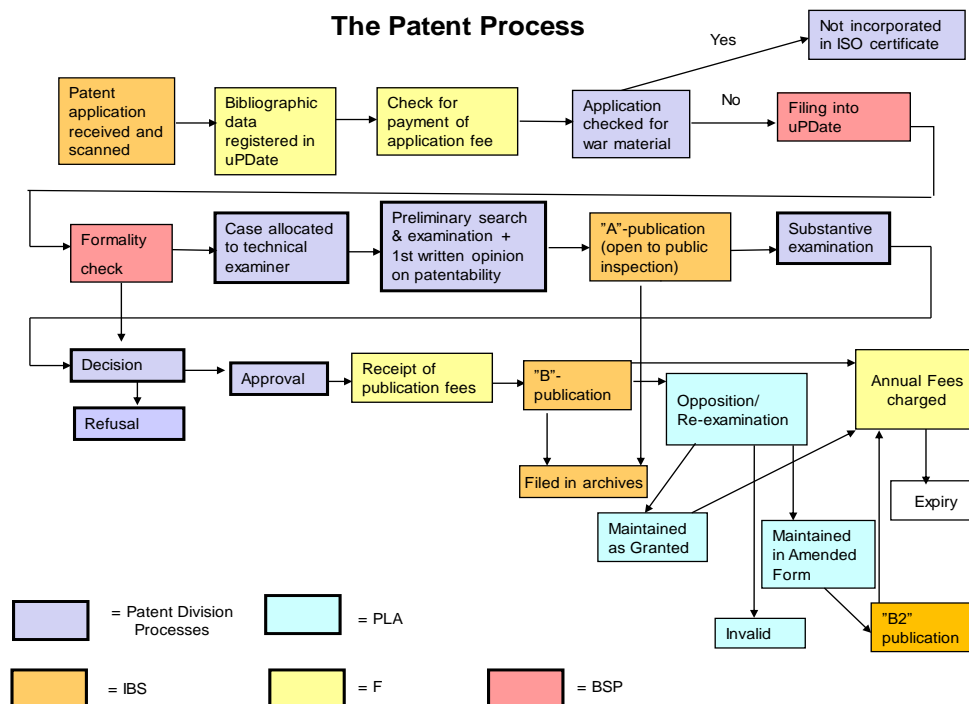 The Patent Process
Yes
Not incorporated
in ISO certificate
Patent
application
received and
scanned
Bibliographic
data
registered in
uPDate
Check for
payment of
application fee
Application
checked for
war material
No
Filing into
uPDate
Formality
check
Case allocated
to technical
examiner
Preliminary search
& examination +
1st written opinion
on patentability
"A"-publication
(open to public
inspection)
Substantive
examination
Decision
Refusal
Approval
Receipt of
publication fees
"B"-
publication
Opposition/
Re-examination
Annual Fees
charged
Filed in archives
Expiry
Maintained
as Granted
Maintained
in Amended
Form
Invalid
"B2"
publication
= Patent Division
Processes
= PLA
= IBS
= F
= BSP